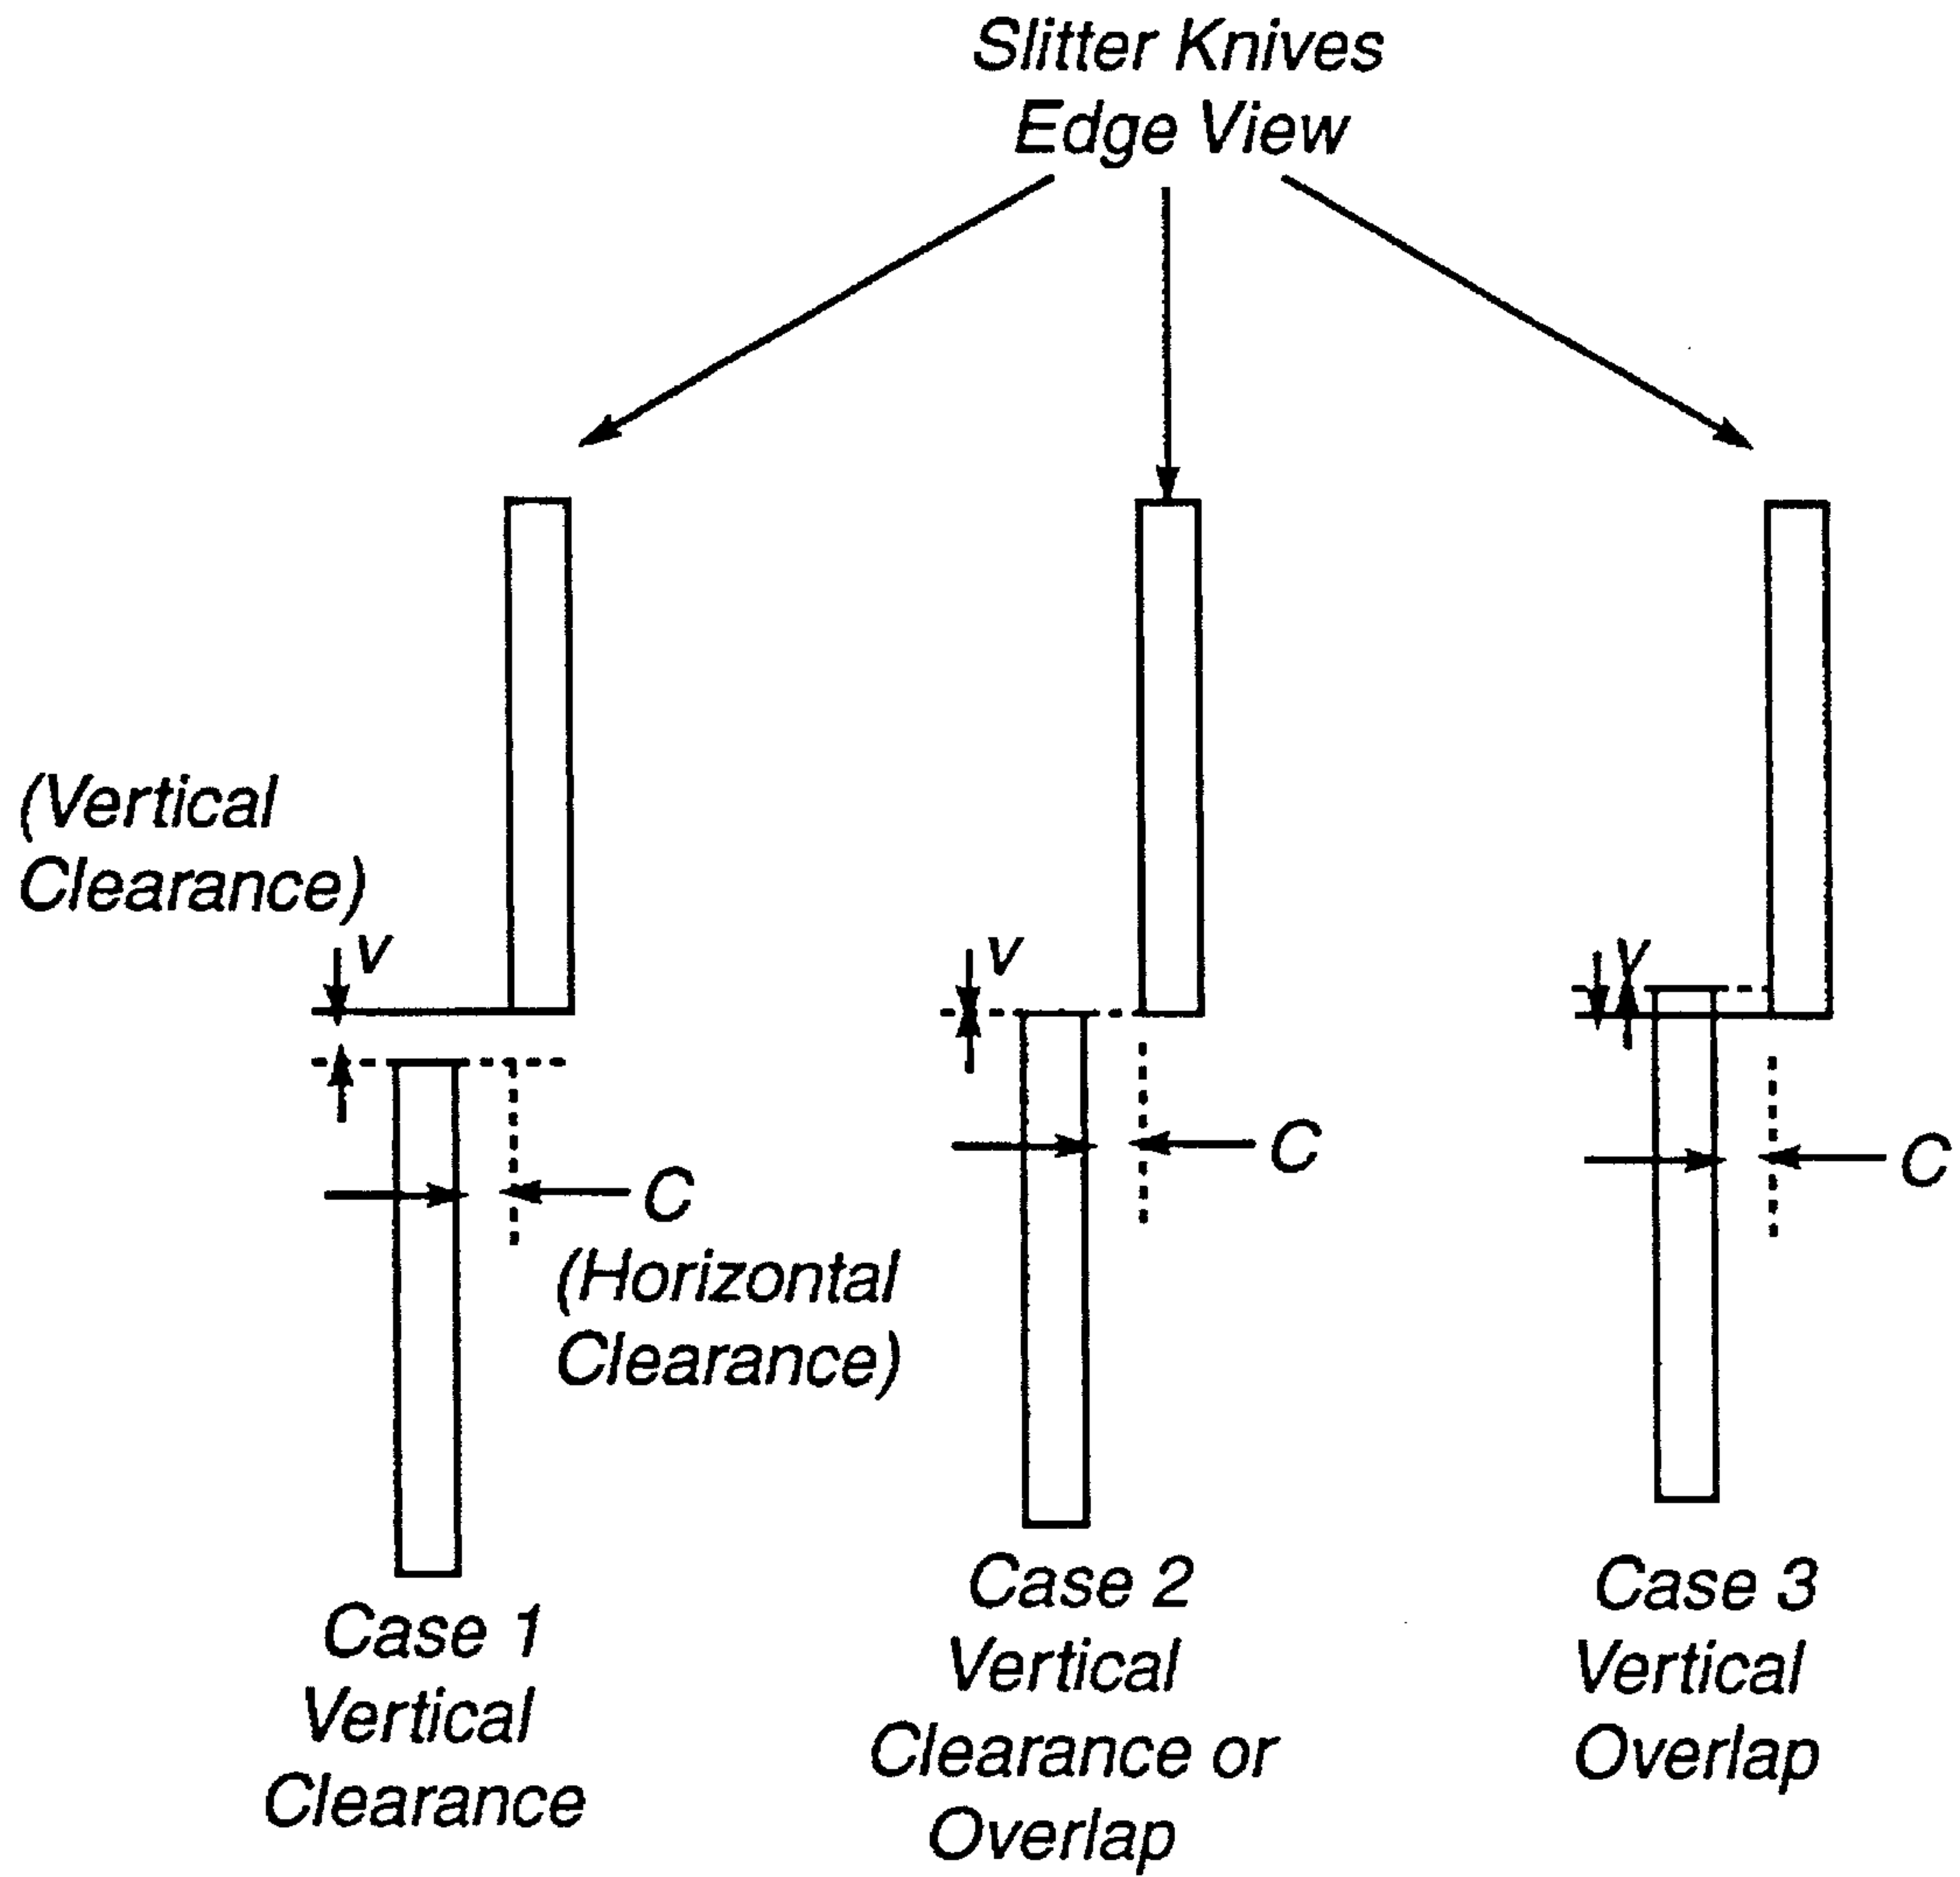 Slitter Knives
Edge View
(Vertical
Clearance)
v
v
v
C
C
C
(Horizontal
Clearance)
Case 1
Vertical
Clearance
Case 2
Vertical
Clearance or
Overlap
Case 3
Vertical
Overlap